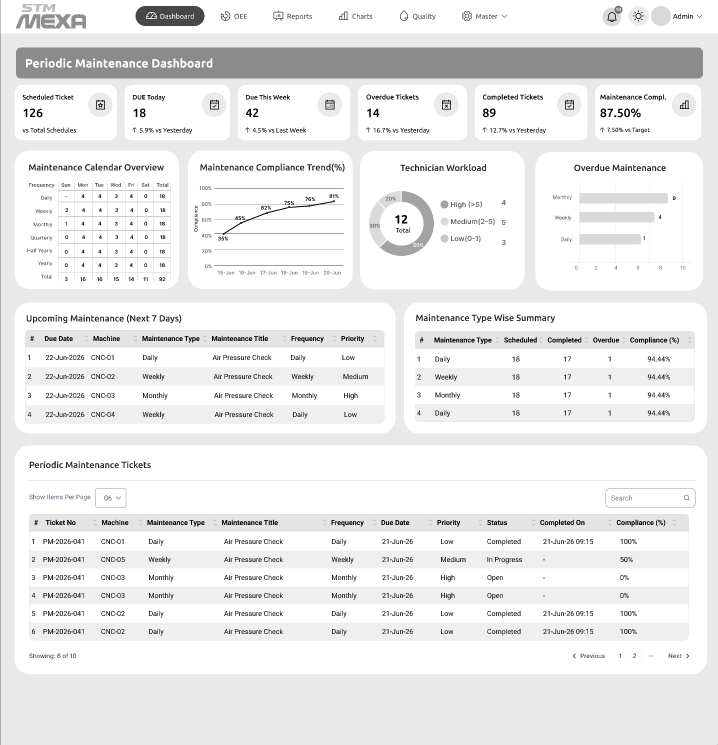 STM
MEXA
Dashboard OEE Reports Charts Quality Master Admin
Periodic Maintenance Dashboard
Scheduled Ticket
126
vs Total Schedules
DUE Today
18
↑ 5.9% vs Yesterday
Due This Week
42
↑ 4.5% vs Last Week
Overdue Tickets
14
↑ 16.7% vs Yesterday
Completed Tickets
89
↑ 12.7% vs Yesterday
Maintenance Compl.
87.50%
↑ 7.50% vs Target
Maintenance Calendar Overview
Frequency Sun Mon Tue Wed Fri Sat Total
Daily - 4 4 3 4 0 18
Weekly 2 4 4 3 4 0 18
Monthly 1 4 4 3 4 0 18
Quarterly 0 4 4 3 4 0 18
Half Yeary 0 4 4 3 4 0 18
Yearly 0 4 4 3 4 0 18
Total 3 16 16 15 14 11 92
Maintenance Compliance Trend(%)
Compliance
100%
80%
60%
40%
20%
0%
35%
45%
62%
75%
76%
81%
15-Jun 16-Jun 17-Jun 18-Jun 19-Jun 20-Jun
Technician Workload
20%
30%
50%
12
Total
High (>5) 4
Medium(2-5) 5
Low(0-1) 3
Overdue Maintenance
Monthly 9
Weekly 4
Daily 1
0 2 4 6 8 10
Upcoming Maintenance (Next 7 Days)
# Due Date Machine Maintenance Type Maintenance Title Frequency Priority
1 22-Jun-2026 CNC-01 Daily Air Pressure Check Daily Low
2 22-Jun-2026 CNC-02 Weekly Air Pressure Check Weekly Medium
3 22-Jun-2026 CNC-03 Monthly Air Pressure Check Monthly High
4 22-Jun-2026 CNC-04 Weekly Air Pressure Check Daily Low
Maintenance Type Wise Summary
# Maintenance Type Scheduled Completed Overdue Compliance (%)
1 Daily 18 17 1 94.44%
2 Weekly 18 17 1 94.44%
3 Monthly 18 17 1 94.44%
4 Daily 18 17 1 94.44%
Periodic Maintenance Tickets
Show Items Per Page 06
Search
# Ticket No Machine Maintenance Type Maintenance Title Frequency Due Date Priority Status Completed On Compliance (%)
1 PM-2026-041 CNC-01 Daily Air Pressure Check Daily 21-Jun-26 Low Completed 21-Jun-26 09:15 100%
2 PM-2026-041 CNC-05 Weekly Air Pressure Check Weekly 21-Jun-26 Medium In Progress - 50%
3 PM-2026-041 CNC-03 Monthly Air Pressure Check Monthly 21-Jun-26 High Open - 0%
4 PM-2026-041 CNC-03 Monthly Air Pressure Check Monthly 21-Jun-26 High Open - 0%
5 PM-2026-041 CNC-02 Daily Air Pressure Check Daily 21-Jun-26 Low Completed 21-Jun-26 09:15 100%
6 PM-2026-041 CNC-02 Daily Air Pressure Check Daily 21-Jun-26 Low Completed 21-Jun-26 09:15 100%
Showing: 6 of 10
Previous 1 2 ... Next